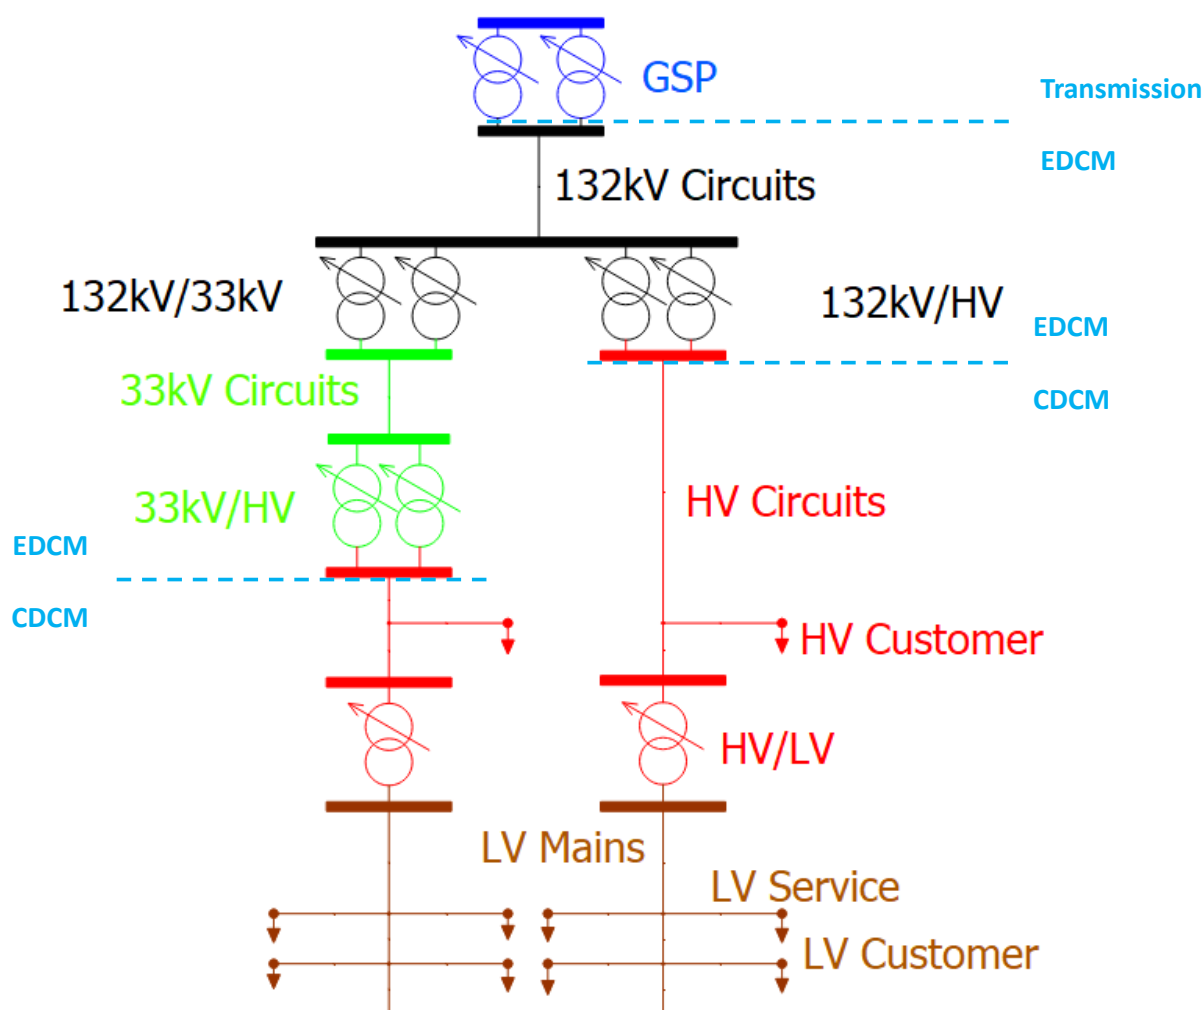 GSP
Transmission
EDCM
132kV Circuits
132kV/33kV
132kV/HV
EDCM
33kV Circuits
CDCM
33kV/HV
HV Circuits
EDCM
CDCM
HV Customer
HV/LV
LV Mains
LV Service
LV Customer